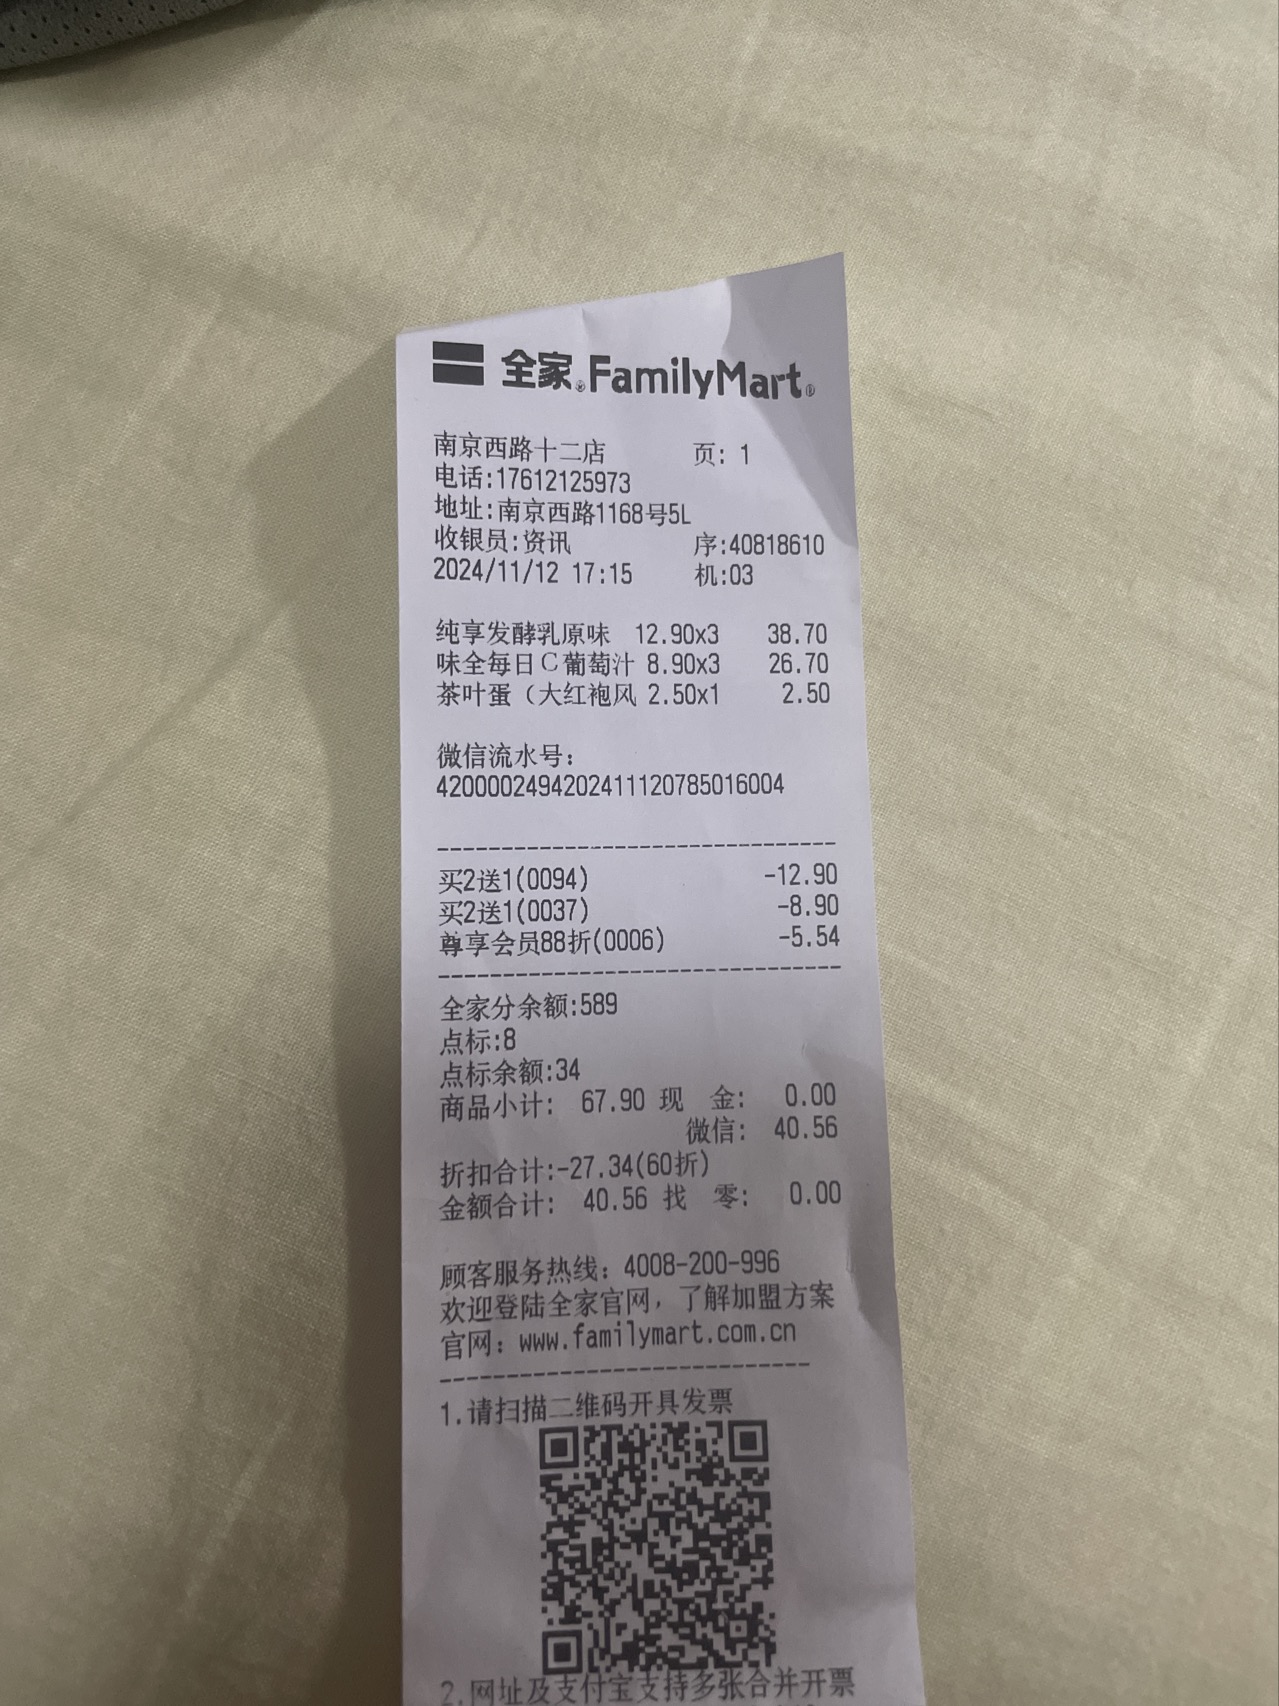 全家®FamilyMart®
南京西路十二店 页: 1
电话:17612125973
地址:南京西路1168号5L
收银员:资讯 序:40818610
2024/11/12 17:15 机:03
纯享发酵乳原味 12.90x3 38.70
味全每日C葡萄汁 8.90x3 26.70
茶叶蛋（大红袍风 2.50x1 2.50
微信流水号:
4200002494202411120785016004
买2送1(0094) -12.90
买2送1(0037) -8.90
尊享会员88折(0006) -5.54
全家分余额:589
点标:8
点标余额:34
商品小计: 67.90 现 金: 0.00
微信: 40.56
折扣合计:-27.34(60折)
金额合计: 40.56 找 零: 0.00
顾客服务热线: 4008-200-996
欢迎登陆全家官网，了解加盟方案
官网: www.familymart.com.cn
1.请扫描二维码开具发票
2.网址及支付宝支持多张合并开票